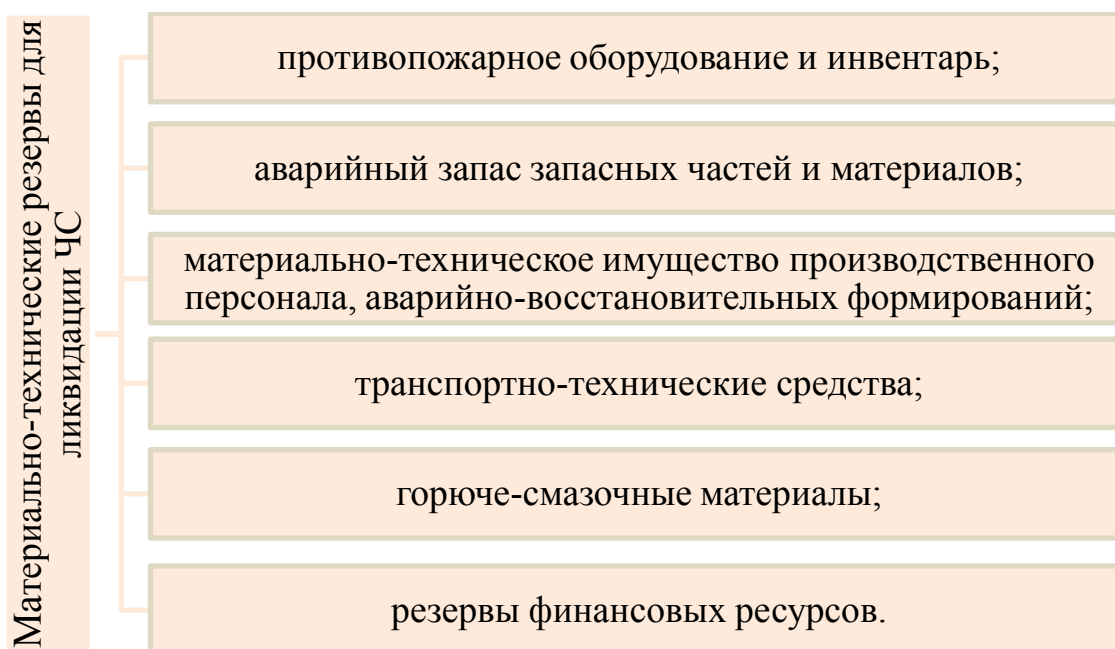 Материально-технические резервы для
ликвидации ЧС
противопожарное оборудование и инвентарь;
аварийный запас запасных частей и материалов;
материально-техническое имущество производственного
персонала, аварийно-восстановительных формирований;
транспортно-технические средства;
горюче-смазочные материалы;
резервы финансовых ресурсов.